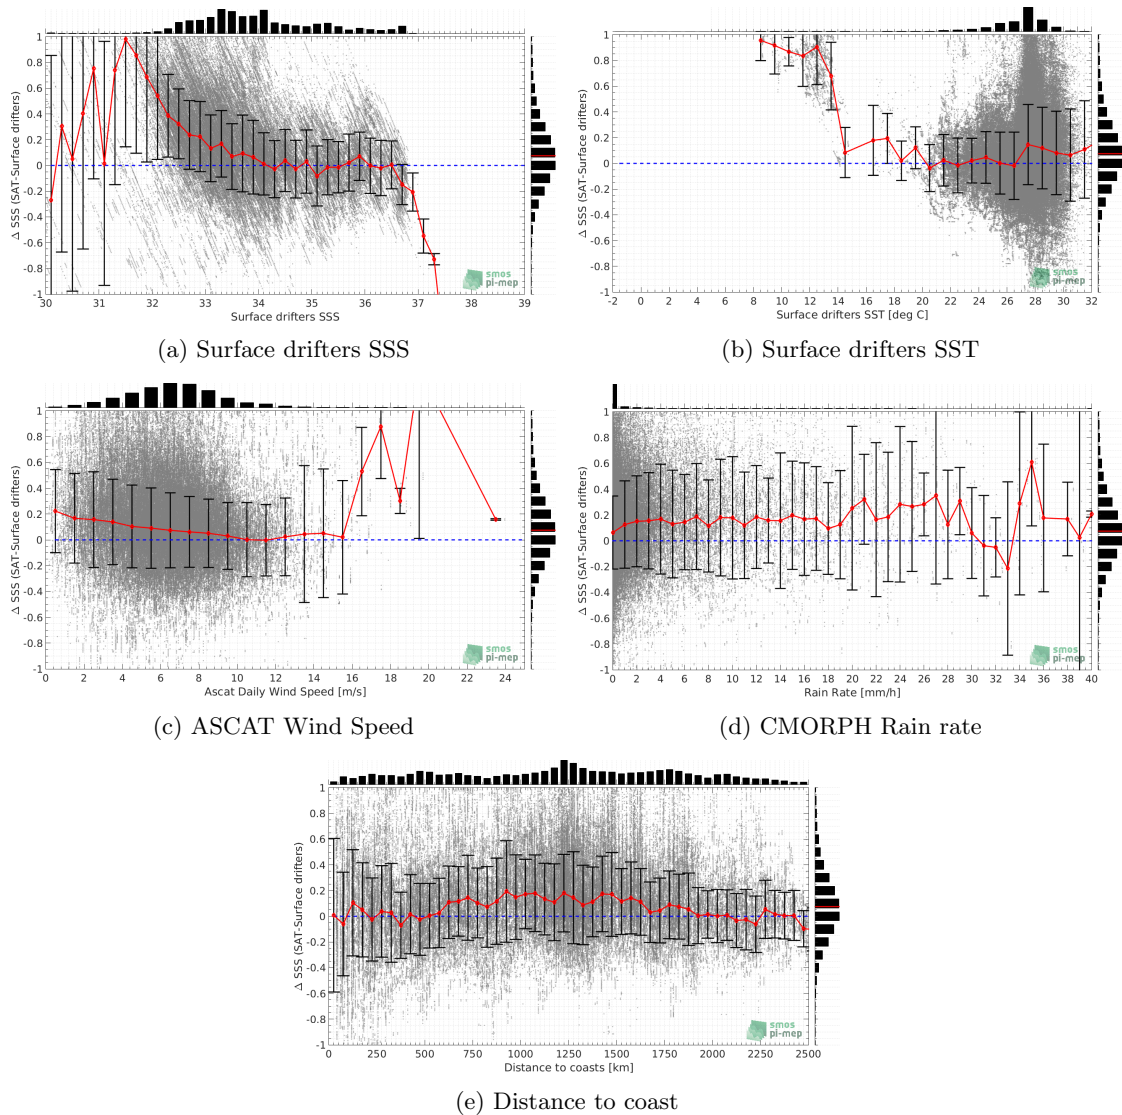 1
0.8
0.6
0.4
0.2
0
-0.2
-0.4
-0.6
-0.8
-1
Δ SSS (SAT-Surface drifters)
30 31 32 33 34 35 36 37 38 39
Surface drifters SSS
smos
pi-mep
(a) Surface drifters SSS
1
0.8
0.6
0.4
0.2
0
-0.2
-0.4
-0.6
-0.8
-1
Δ SSS (SAT-Surface drifters)
-2 0 2 4 6 8 10 12 14 16 18 20 22 24 26 28 30 32
Surface drifters SST [deg C]
smos
pi-mep
(b) Surface drifters SST
1
0.8
0.6
0.4
0.2
0
-0.2
-0.4
-0.6
-0.8
-1
Δ SSS (SAT-Surface drifters)
0 2 4 6 8 10 12 14 16 18 20 22 24
Ascat Daily Wind Speed [m/s]
smos
pi-mep
(c) ASCAT Wind Speed
1
0.8
0.6
0.4
0.2
0
-0.2
-0.4
-0.6
-0.8
-1
Δ SSS (SAT-Surface drifters)
0 2 4 6 8 10 12 14 16 18 20 22 24 26 28 30 32 34 36 38 40
Rain Rate [mm/h]
smos
pi-mep
(d) CMORPH Rain rate
1
0.8
0.6
0.4
0.2
0
-0.2
-0.4
-0.6
-0.8
-1
Δ SSS (SAT-Surface drifters)
0 250 500 750 1000 1250 1500 1750 2000 2250 2500
Distance to coasts [km]
smos
pi-mep
(e) Distance to coast